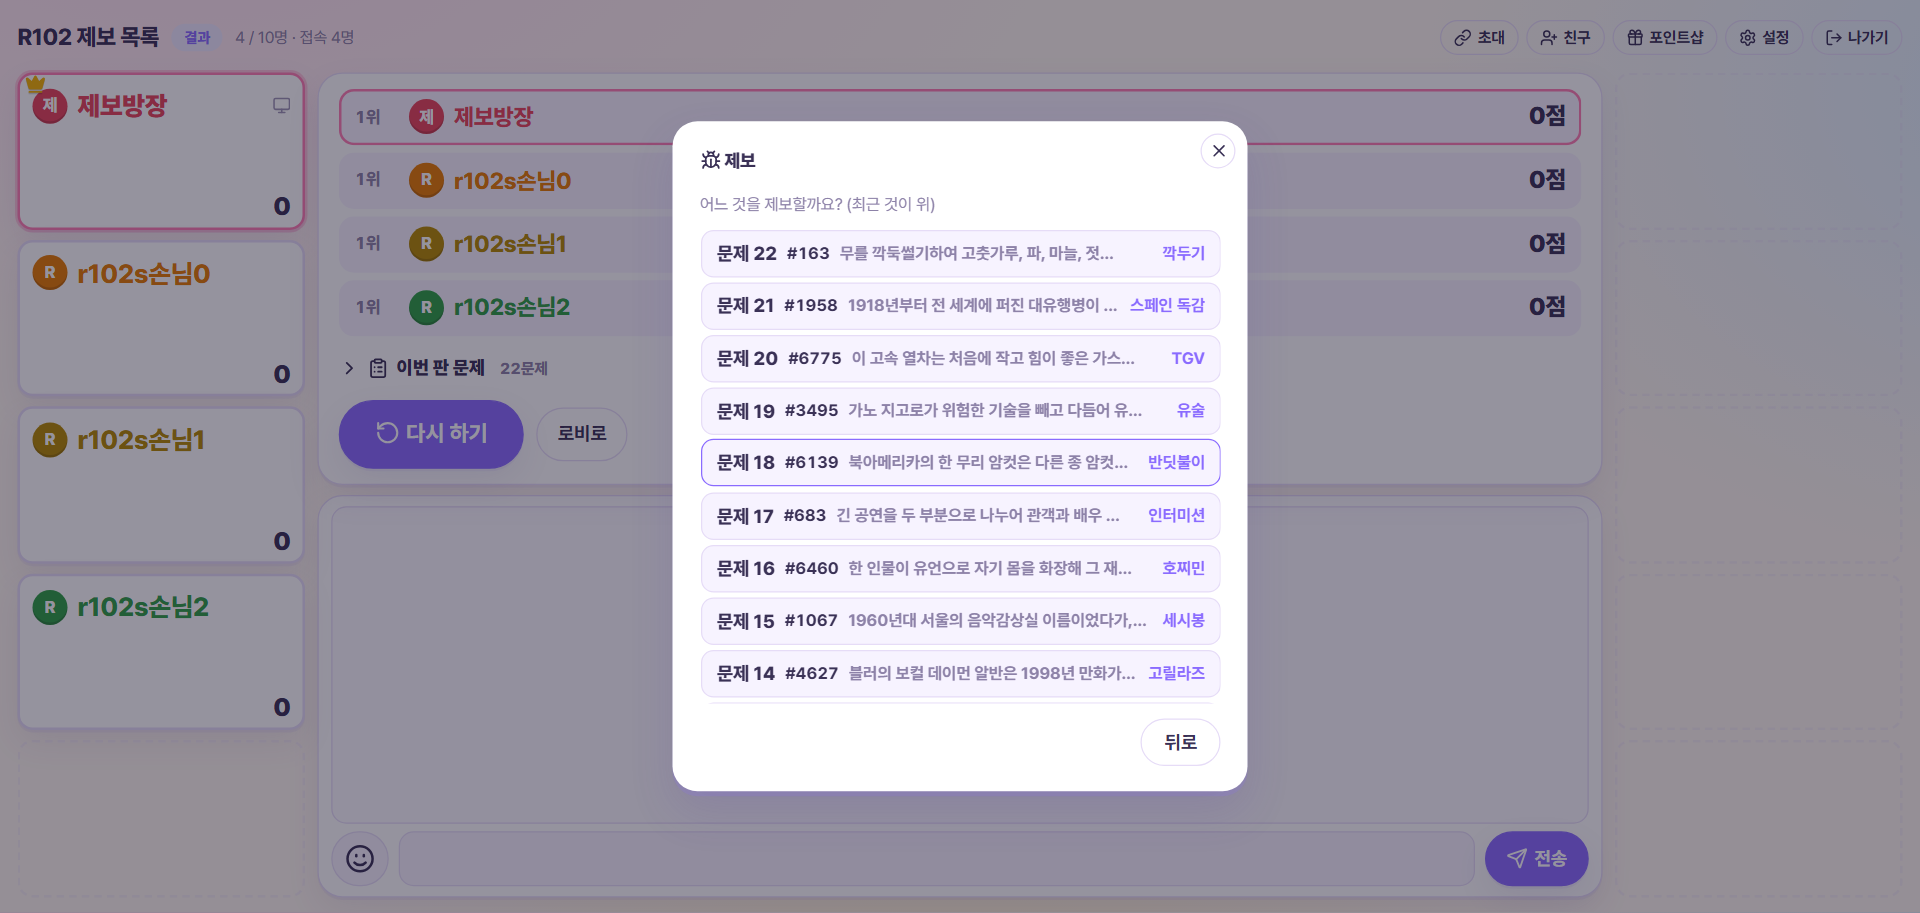 R102 제보 목록 결과 4 / 10명 · 접속 4명
초대 친구 포인트샵 설정 나가기
제 제보방장
0
R r102s손님0
0
R r102s손님1
0
R r102s손님2
0
1위 제 제보방장 0점
1위 R r102s손님0 0점
1위 R r102s손님1 0점
1위 R r102s손님2 0점
이번 판 문제 22문제
다시 하기 로비로
제보
어느 것을 제보할까요? (최근 것이 위)
문제 22 #163 무를 깍둑썰기하여 고춧가루, 파, 마늘, 젓... 깍두기
문제 21 #1958 1918년부터 전 세계에 퍼진 대유행병이 ... 스페인 독감
문제 20 #6775 이 고속 열차는 처음에 작고 힘이 좋은 가스... TGV
문제 19 #3495 가노 지고로가 위험한 기술을 빼고 다듬어 유... 유술
문제 18 #6139 북아메리카의 한 무리 암컷은 다른 종 암컷... 반딧불이
문제 17 #683 긴 공연을 두 부분으로 나누어 관객과 배우 ... 인터미션
문제 16 #6460 한 인물이 유언으로 자기 몸을 화장해 그 재... 호찌민
문제 15 #1067 1960년대 서울의 음악감상실 이름이었다가,... 세시봉
문제 14 #4627 블러의 보컬 데이먼 알반은 1998년 만화가... 고릴라즈
뒤로
전송